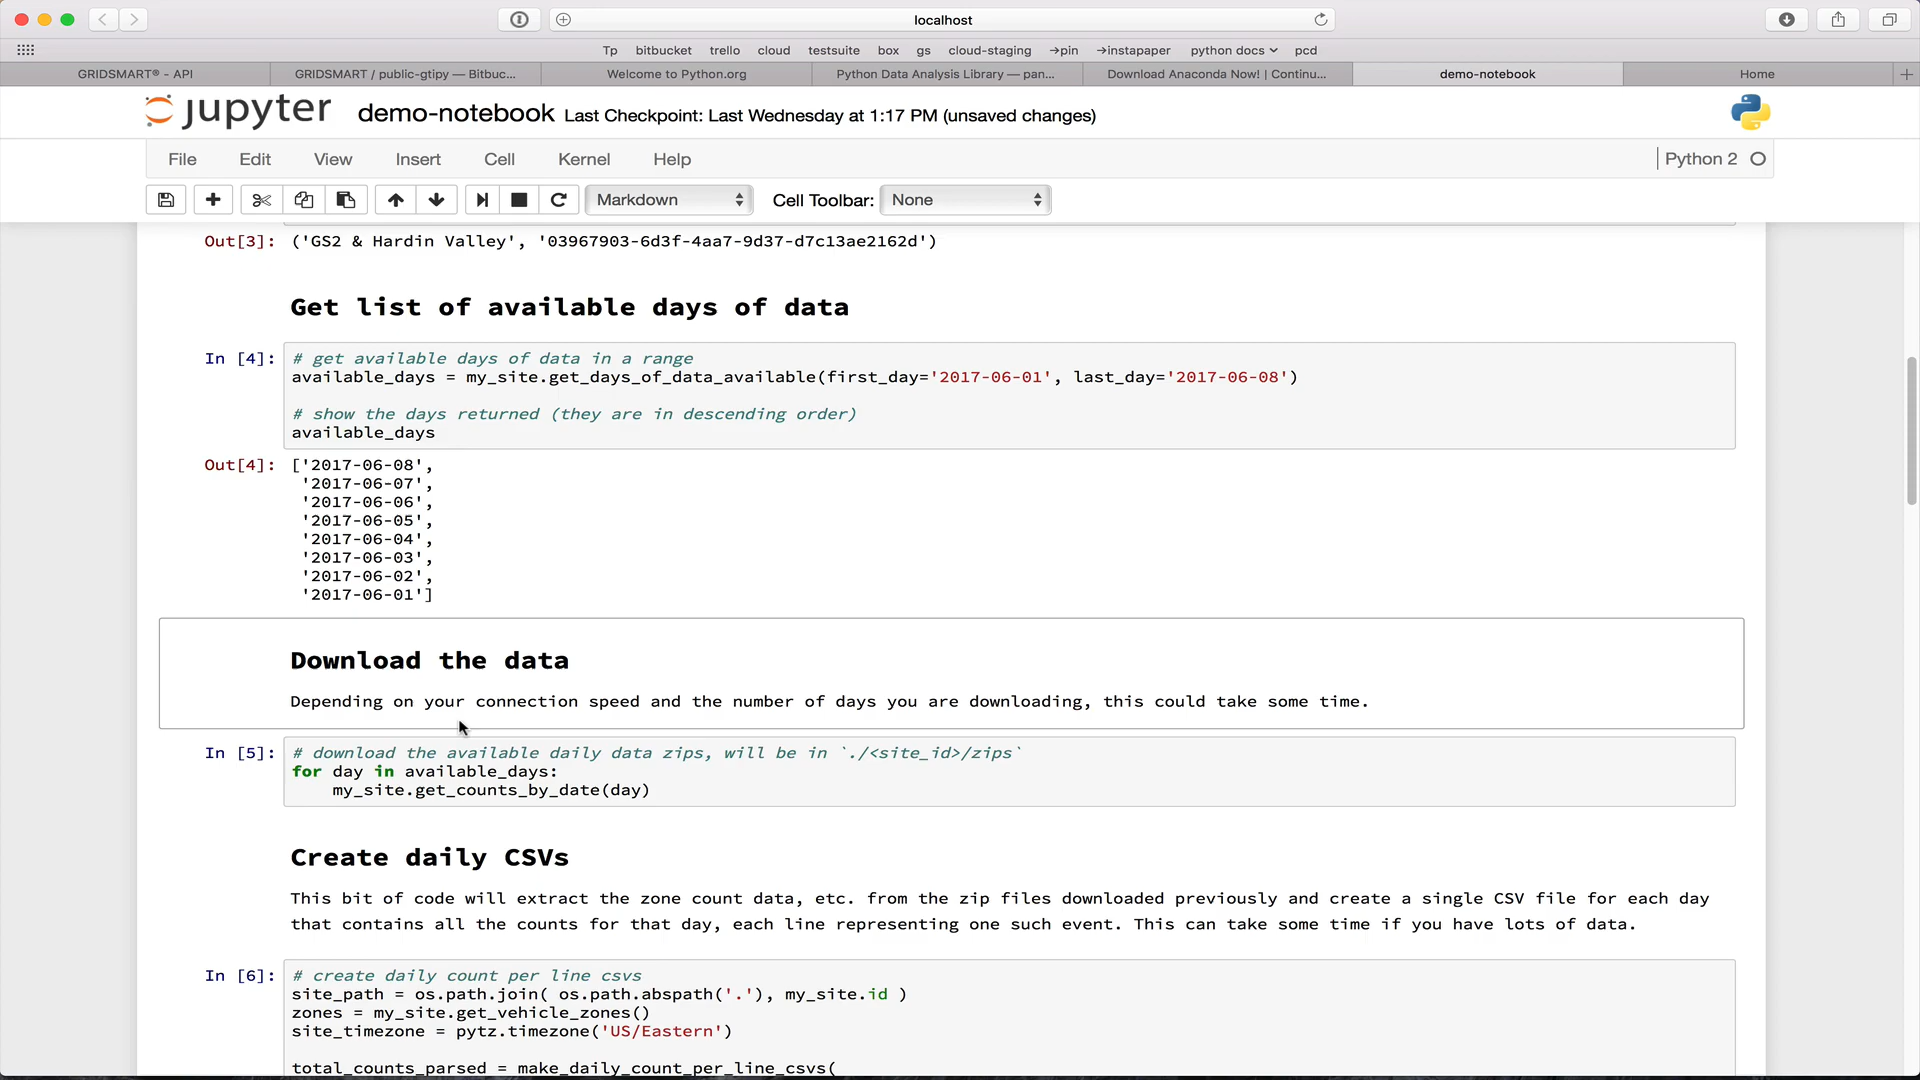 localhost
Tp bitbucket trello cloud testsuite box gs cloud-staging →pin →instapaper python docs pcd
GRIDSMART® - API GRIDSMART / public-gtipy — Bitbuc... Welcome to Python.org Python Data Analysis Library — pan... Download Anaconda Now! | Continu... demo-notebook Home
jupyter demo-notebook Last Checkpoint: Last Wednesday at 1:17 PM (unsaved changes)
File Edit View Insert Cell Kernel Help Python 2
Markdown Cell Toolbar: None
Out[3]: ('GS2 & Hardin Valley', '03967903-6d3f-4aa7-9d37-d7c13ae2162d')
Get list of available days of data
In [4]: # get available days of data in a range
available_days = my_site.get_days_of_data_available(first_day='2017-06-01', last_day='2017-06-08')
# show the days returned (they are in descending order)
available_days
Out[4]: ['2017-06-08',
'2017-06-07',
'2017-06-06',
'2017-06-05',
'2017-06-04',
'2017-06-03',
'2017-06-02',
'2017-06-01']
Download the data
Depending on your connection speed and the number of days you are downloading, this could take some time.
In [5]: # download the available daily data zips, will be in `./<site_id>/zips`
for day in available_days:
my_site.get_counts_by_date(day)
Create daily CSVs
This bit of code will extract the zone count data, etc. from the zip files downloaded previously and create a single CSV file for each day
that contains all the counts for that day, each line representing one such event. This can take some time if you have lots of data.
In [6]: # create daily count per line csvs
site_path = os.path.join( os.path.abspath('.'), my_site.id )
zones = my_site.get_vehicle_zones()
site_timezone = pytz.timezone('US/Eastern')
total_counts_parsed = make_daily_count_per_line_csvs(